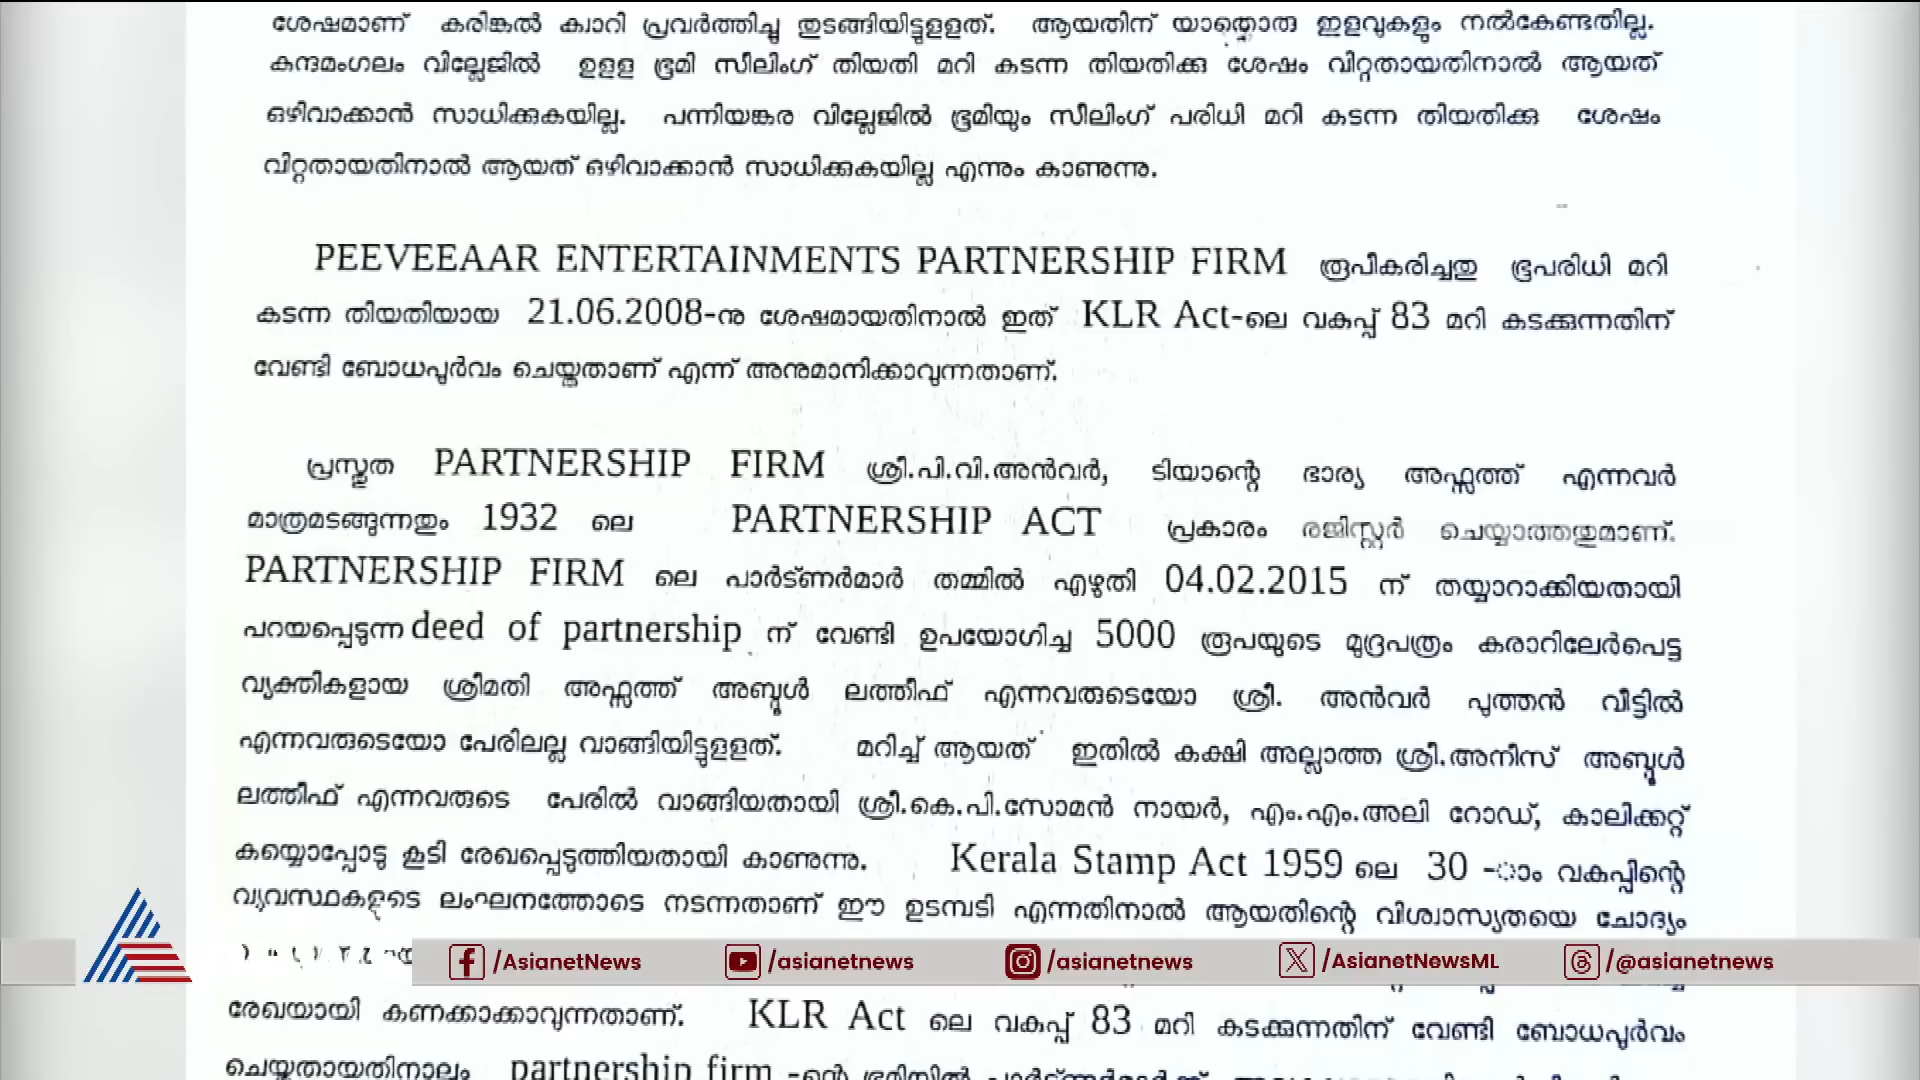 ശേഷമാണ് കരിങ്കൽ ക്വാറി പ്രവർത്തിച്ചു തുടങ്ങിയിട്ടുളളത്. ആയതിന് യാതൊരു ഇളവുകളും നൽകേണ്ടതില്ല.
കുന്ദമംഗലം വില്ലേജിൽ ഉളള ഭൂമി സീലിംഗ് തിയതി മറി കടന്ന തിയതിക്കു ശേഷം വിറ്റതായതിനാൽ ആയത്
ഒഴിവാക്കാൻ സാധിക്കുകയില്ല. പന്നിയങ്കര വില്ലേജിൽ ഭൂമിയും സീലിംഗ് പരിധി മറി കടന്ന തിയതിക്കു ശേഷം
വിറ്റതായതിനാൽ ആയത് ഒഴിവാക്കാൻ സാധിക്കുകയില്ല എന്നും കാണുന്നു.
PEEVEEAAR ENTERTAINMENTS PARTNERSHIP FIRM രൂപീകരിച്ചതു ഭൂപരിധി മറി
കടന്ന തിയതിയായ 21.06.2008-നു ശേഷമായതിനാൽ ഇത് KLR Act-ലെ വകുപ്പ് 83 മറി കടക്കുന്നതിന്
വേണ്ടി ബോധപൂർവം ചെയ്തതാണ് എന്ന് അനുമാനിക്കാവുന്നതാണ്.
പ്രസ്തുത PARTNERSHIP FIRM ശ്രീ.പി.വി.അൻവർ, ടിയാന്റെ ഭാര്യ അഫ്സത്ത് എന്നവർ
മാത്രമടങ്ങുന്നതും 1932 ലെ PARTNERSHIP ACT പ്രകാരം രജിസ്റ്റർ ചെയ്യാത്തതുമാണ്.
PARTNERSHIP FIRM ലെ പാർട്ണർമാർ തമ്മിൽ എഴുതി 04.02.2015 ന് തയ്യാറാക്കിയതായി
പറയപ്പെടുന്ന deed of partnership ന് വേണ്ടി ഉപയോഗിച്ച 5000 രൂപയുടെ മുദ്രപത്രം കരാറിലേർപെട്ട
വ്യക്തികളായ ശ്രീമതി അഫ്സത്ത് അബ്ദുൾ ലത്തീഫ് എന്നവരുടെയോ ശ്രീ. അൻവർ പുത്തൻ വീട്ടിൽ
എന്നവരുടെയോ പേരിലല്ല വാങ്ങിയിട്ടുളളത്. മറിച്ച് ആയത് ഇതിൽ കക്ഷി അല്ലാത്ത ശ്രീ.അനീസ് അബ്ദുൾ
ലത്തീഫ് എന്നവരുടെ പേരിൽ വാങ്ങിയതായി ശ്രീ.കെ.പി.സോമൻ നായർ, എം.എം.അലി റോഡ്, കാലിക്കറ്റ്
കയ്യൊപ്പോടു കൂടി രേഖപ്പെടുത്തിയതായി കാണുന്നു. Kerala Stamp Act 1959 ലെ 30 -ാം വകുപ്പിന്റെ
വ്യവസ്ഥകളുടെ ലംഘനത്തോടെ നടന്നതാണ് ഈ ഉടമ്പടി എന്നതിനാൽ ആയതിന്റെ വിശ്വാസ്യതയെ ചോദ്യം
/AsianetNews /asianetnews /asianetnews /AsianetNewsML /@asianetnews
രേഖയായി കണക്കാക്കാവുന്നതാണ്. KLR Act ലെ വകുപ്പ് 83 മറി കടക്കുന്നതിന് വേണ്ടി ബോധപൂർവം
ചെയ്തതായതിനാലും partnership firm -ന്റെ ഭൂമിയിൽ